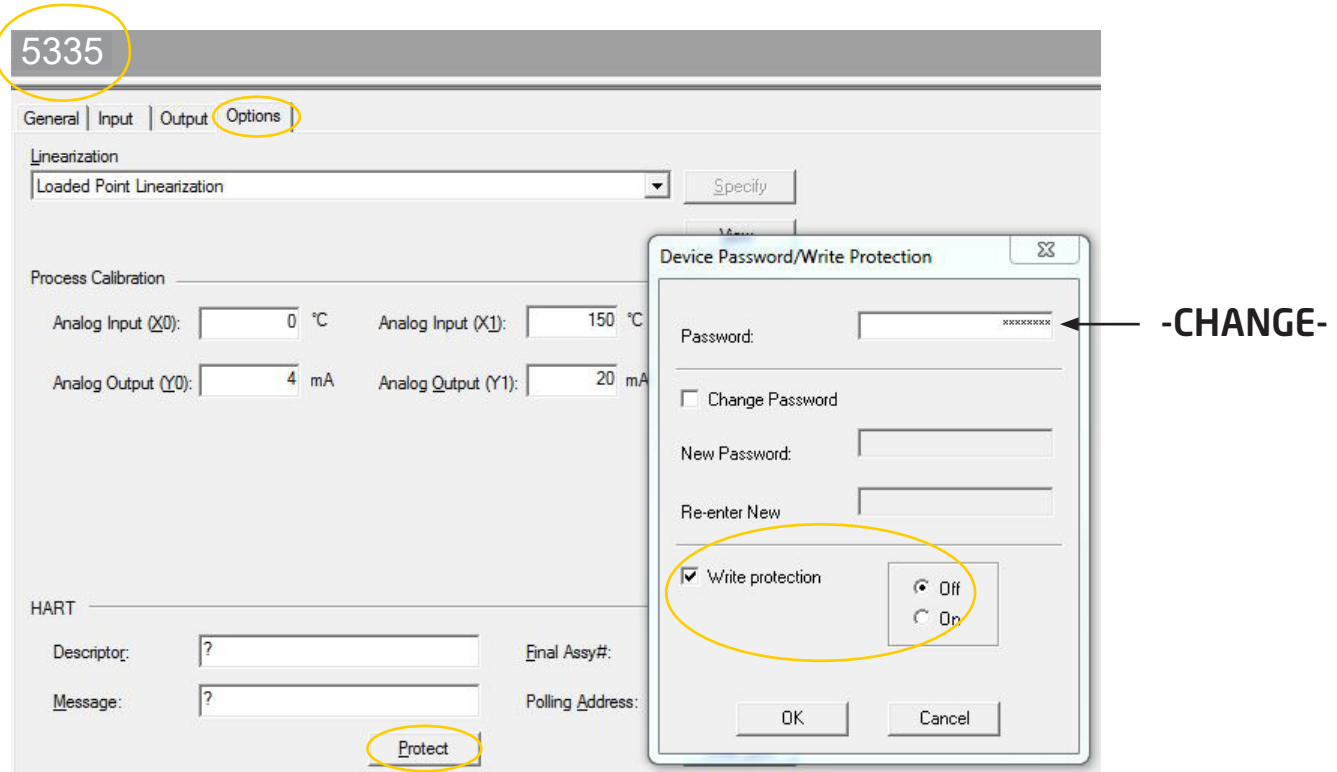 5335
General Input Output Options
Linearization
Loaded Point Linearization Specify
Process Calibration
Analog Input (X0): 0 °C Analog Input (X1): 150 °C
Analog Output (Y0): 4 mA Analog Output (Y1): 20 mA
HART
Descriptor: ? Final Assy#:
Message: ? Polling Address:
Protect
Device Password/Write Protection
Password: ******** -CHANGE-
Change Password
New Password:
Re-enter New
Write protection Off
On
OK Cancel